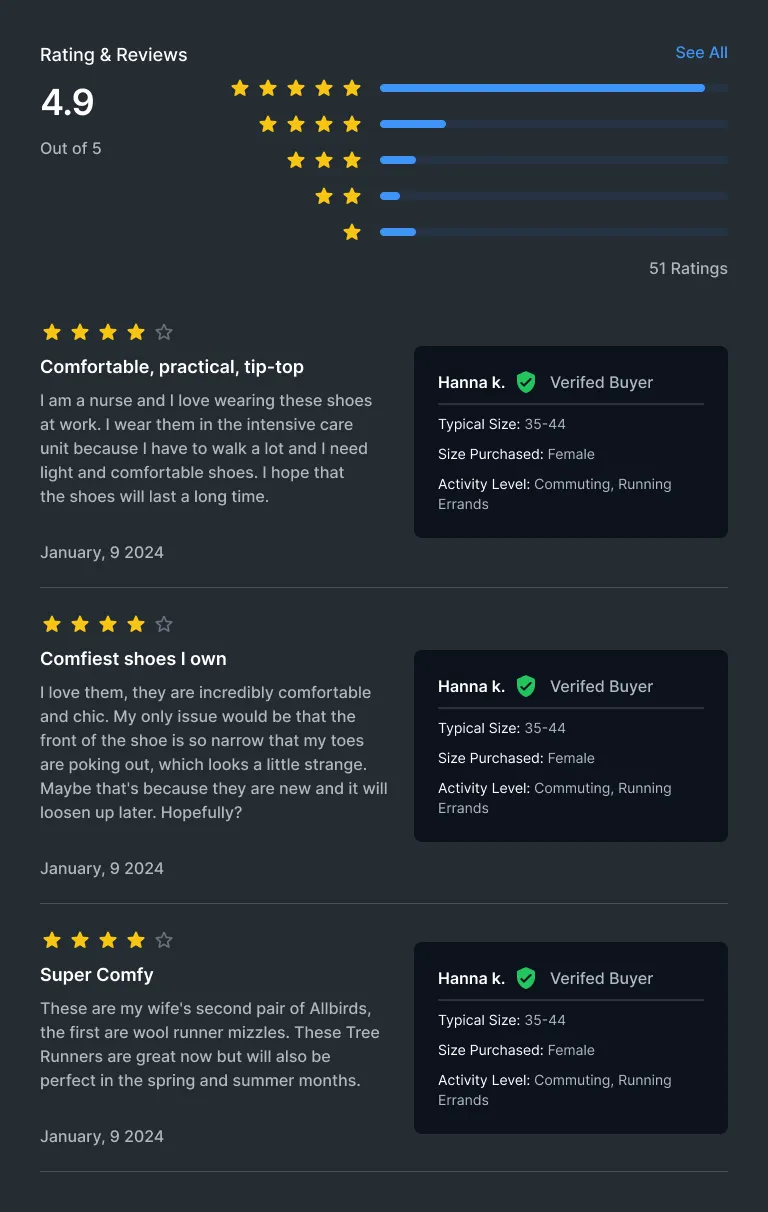 Rating & Reviews
See All
4.9
Out of 5
51 Ratings
Comfortable, practical, tip-top
I am a nurse and I love wearing these shoes
at work. I wear them in the intensive care
unit because I have to walk a lot and I need
light and comfortable shoes. I hope that
the shoes will last a long time.
January, 9 2024
Hanna k.
Verifed Buyer
Typical Size: 35-44
Size Purchased: Female
Activity Level: Commuting, Running
Errands
Comfiest shoes I own
I love them, they are incredibly comfortable
and chic. My only issue would be that the
front of the shoe is so narrow that my toes
are poking out, which looks a little strange.
Maybe that's because they are new and it will
loosen up later. Hopefully?
January, 9 2024
Hanna k.
Verifed Buyer
Typical Size: 35-44
Size Purchased: Female
Activity Level: Commuting, Running
Errands
Super Comfy
These are my wife's second pair of Allbirds,
the first are wool runner mizzles. These Tree
Runners are great now but will also be
perfect in the spring and summer months.
January, 9 2024
Hanna k.
Verifed Buyer
Typical Size: 35-44
Size Purchased: Female
Activity Level: Commuting, Running
Errands